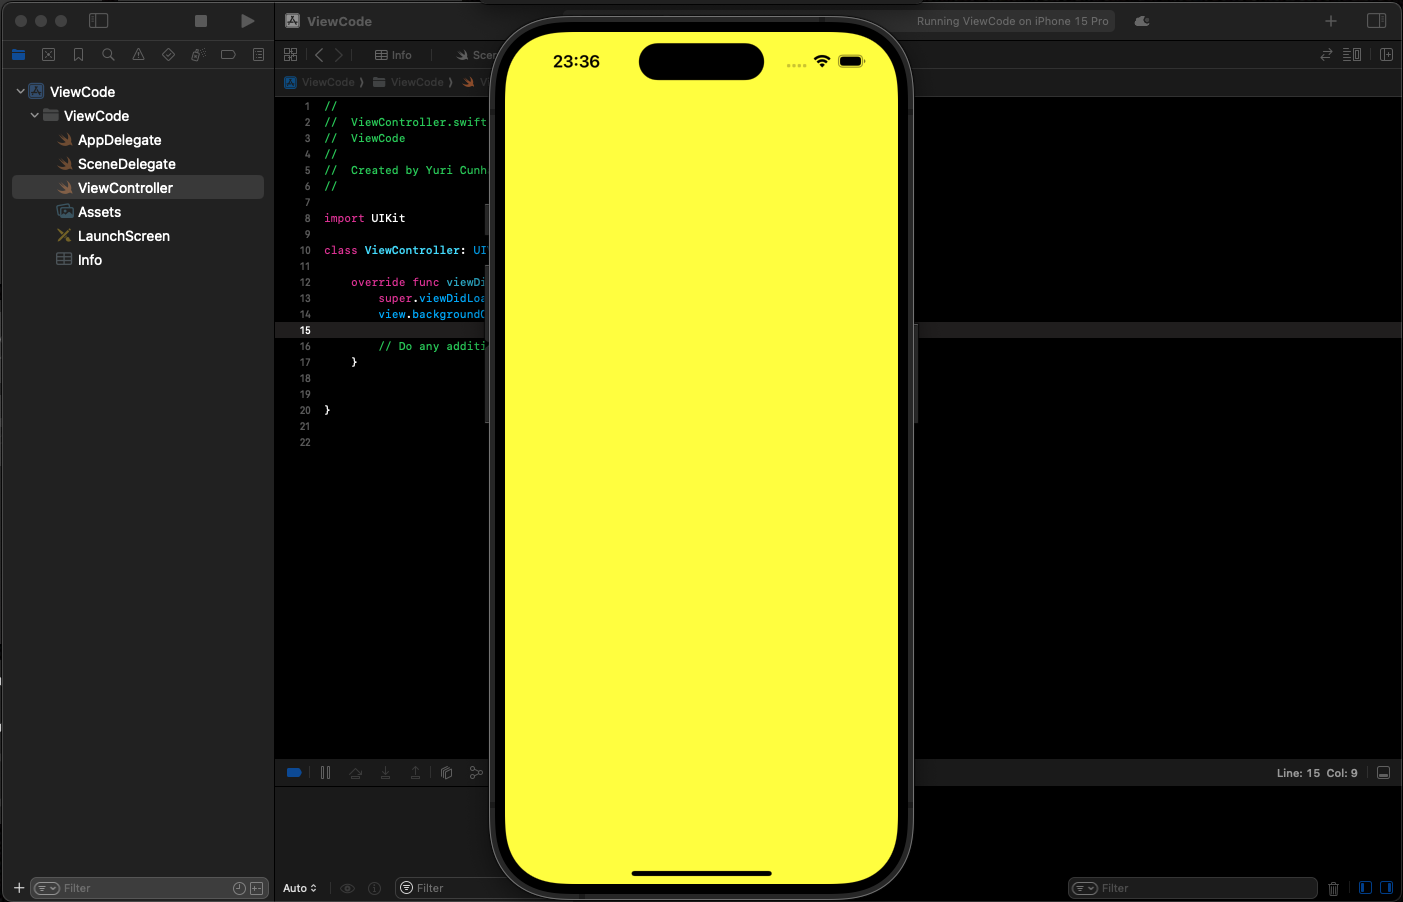 ViewCode
Running ViewCode on iPhone 15 Pro
Info
Scen
ViewCode
ViewCode
ViewCode
ViewCode
AppDelegate
SceneDelegate
ViewController
Assets
LaunchScreen
Info
1 //
2 //  ViewController.swift
3 //  ViewCode
4 //
5 //  Created by Yuri Cunh
6 //
7
8 import UIKit
9
10 class ViewController: UI
11
12 override func viewDi
13 super.viewDidLoa
14 view.background
15
16 // Do any additi
17 }
18
19
20 }
21
22
23:36
Line: 15 Col: 9
Filter
Auto
Filter
Filter